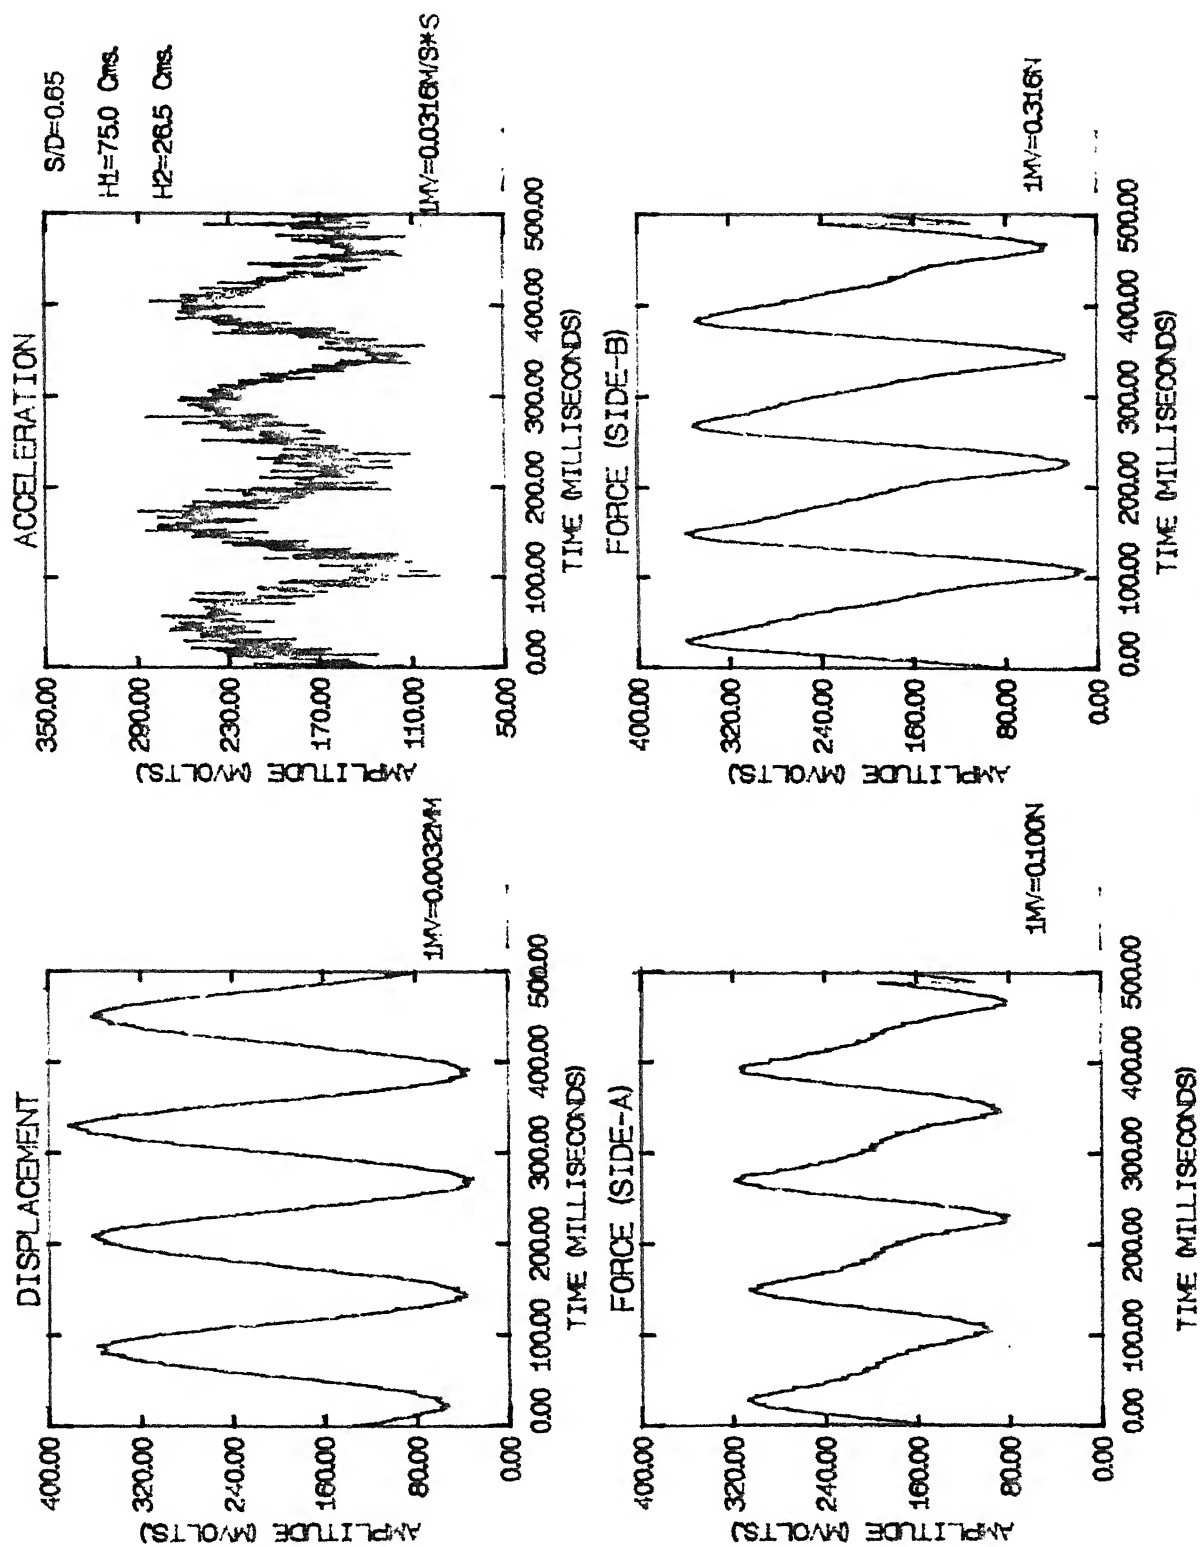 DISPLACEMENT
AMPLITUDE (MVOLTS)
400.00
320.00
240.00
160.00
80.00
0.00
0.00 100.00 200.00 300.00 400.00 500.00
TIME (MILLISECONDS)
1MV=0.0032MM
ACCELERATION
AMPLITUDE (MVOLTS)
350.00
290.00
230.00
170.00
110.00
50.00
0.00 100.00 200.00 300.00 400.00 500.00
TIME (MILLISECONDS)
1MV=0.0316M/S*S
S/D=0.65
H1=75.0 Cms.
H2=26.5 Cms.
FORCE (SIDE-A)
AMPLITUDE (MVOLTS)
400.00
320.00
240.00
160.00
80.00
0.00
0.00 100.00 200.00 300.00 400.00 500.00
TIME (MILLISECONDS)
1MV=0.100N
FORCE (SIDE-B)
AMPLITUDE (MVOLTS)
400.00
320.00
240.00
160.00
80.00
0.00
0.00 100.00 200.00 300.00 400.00 500.00
TIME (MILLISECONDS)
1MV=0.316N